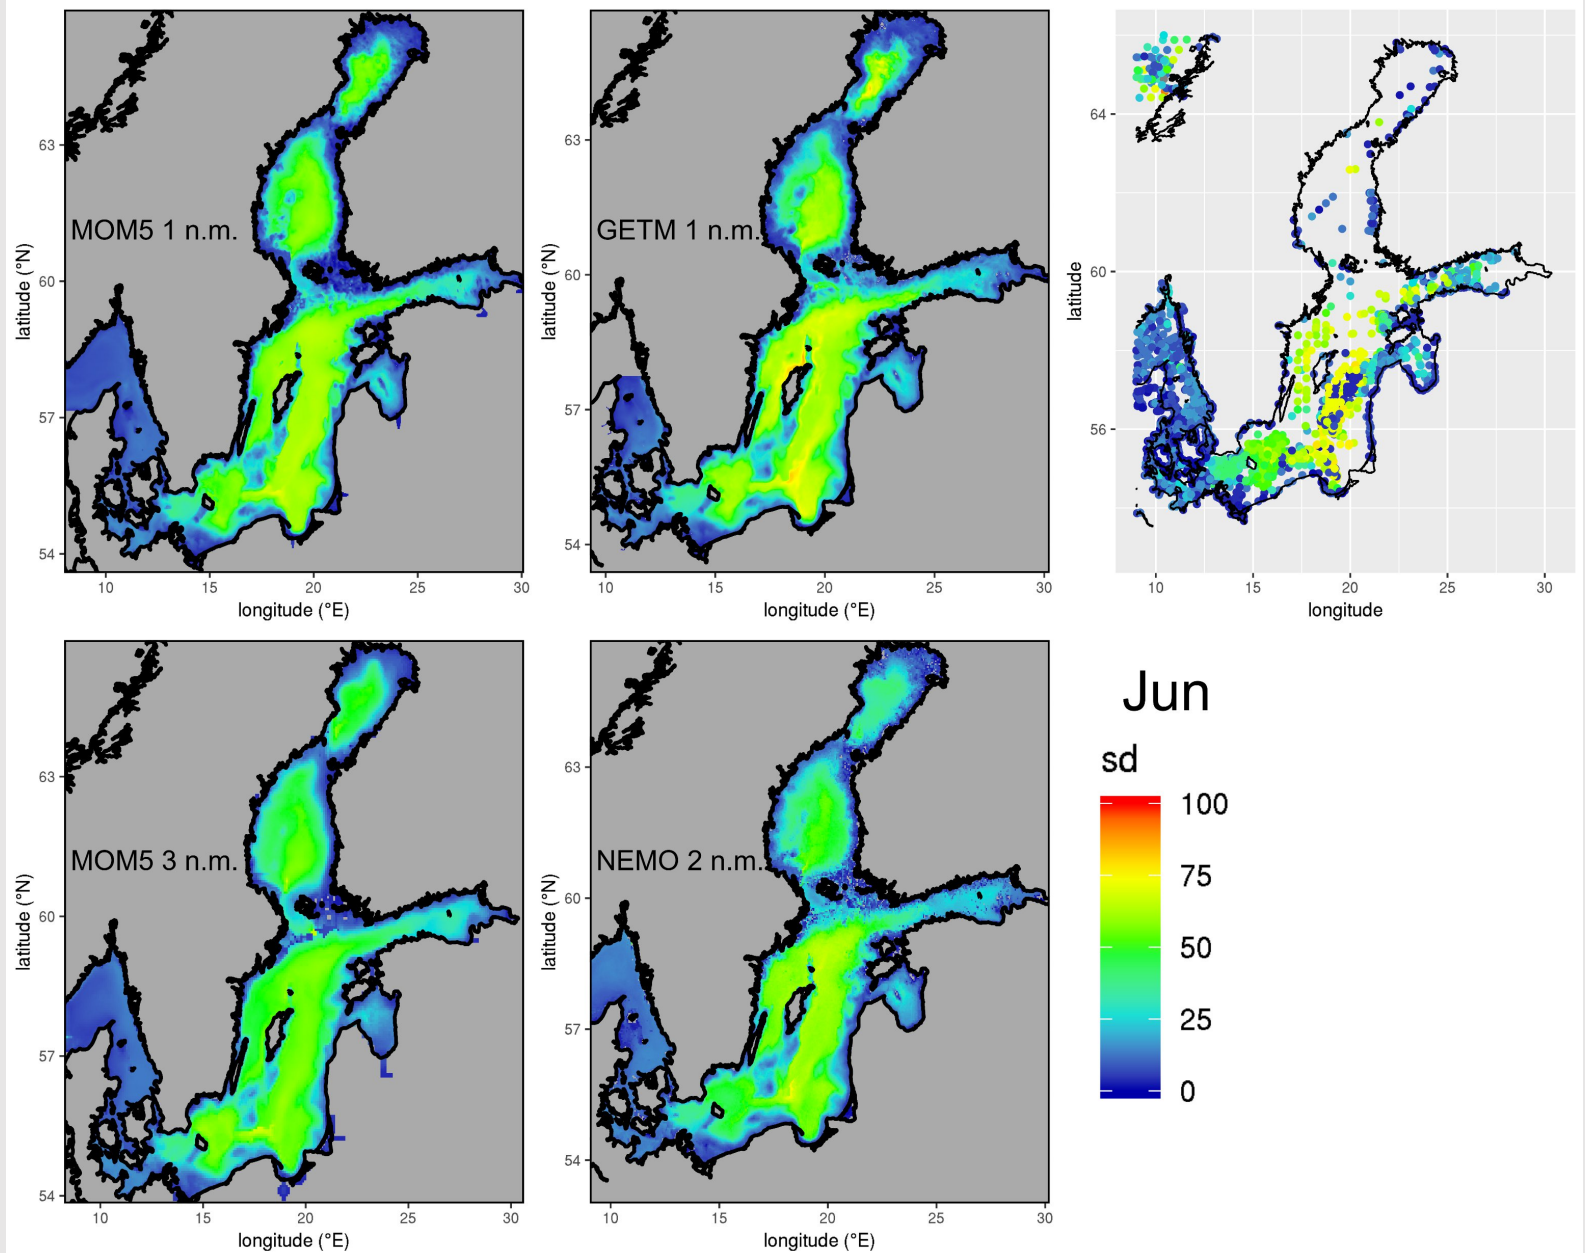 MOM5 1 n.m.
63
60
57
54
latitude (°N)
10 15 20 25 30
longitude (°E)
GETM 1 n.m.
63
60
57
54
latitude (°N)
10 15 20 25 30
longitude (°E)
64
60
56
latitude
10 15 20 25 30
longitude
MOM5 3 n.m.
63
60
57
54
latitude (°N)
10 15 20 25 30
longitude (°E)
NEMO 2 n.m.
63
60
57
54
latitude (°N)
10 15 20 25 30
longitude (°E)
Jun
sd
100
75
50
25
0